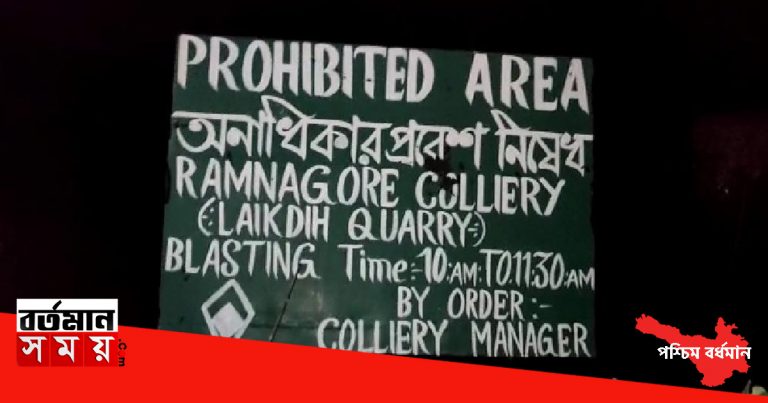 PROHIBITED AREA
অনাধিকার প্রবেশ নিষেধ
RAMNAGORE COLLIERY
(:LAIKDIH QUARRY:)
BLASTING Time:-10:AM:TO.11:30:AM
BY ORDER:-
COLLIERY MANAGER
বর্তমান
সময়
.com
পশ্চিম বর্ধমান